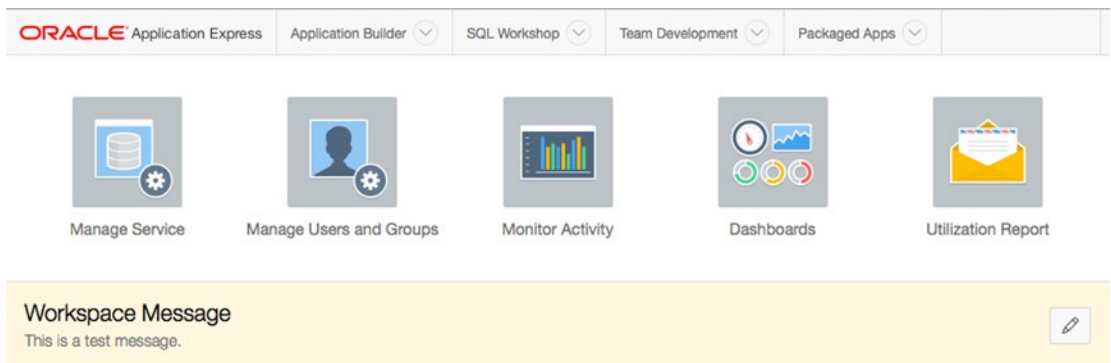 ORACLE Application Express Application Builder SQL Workshop Team Development Packaged Apps
Manage Service Manage Users and Groups Monitor Activity Dashboards Utilization Report
Workspace Message
This is a test message.